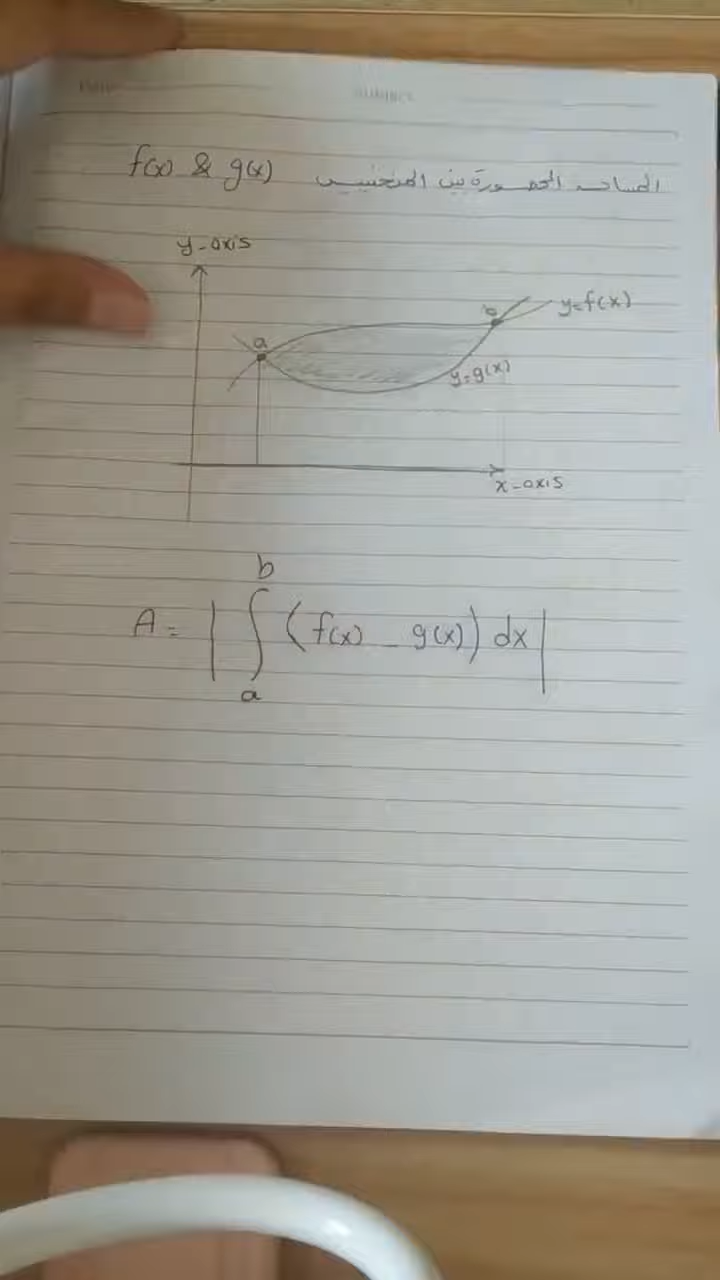 f(x) & g(x) المساحة المحصورة بين المنحنيين
y-axis
b
y=f(x)
a
y=g(x)
x-axis
b
A = | ∫ (f(x) - g(x)) dx |
a